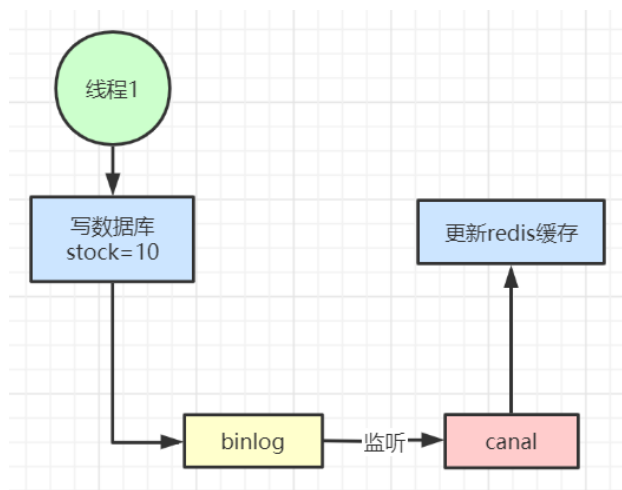 线程1
写数据库
stock=10
更新redis缓存
binlog
监听
canal